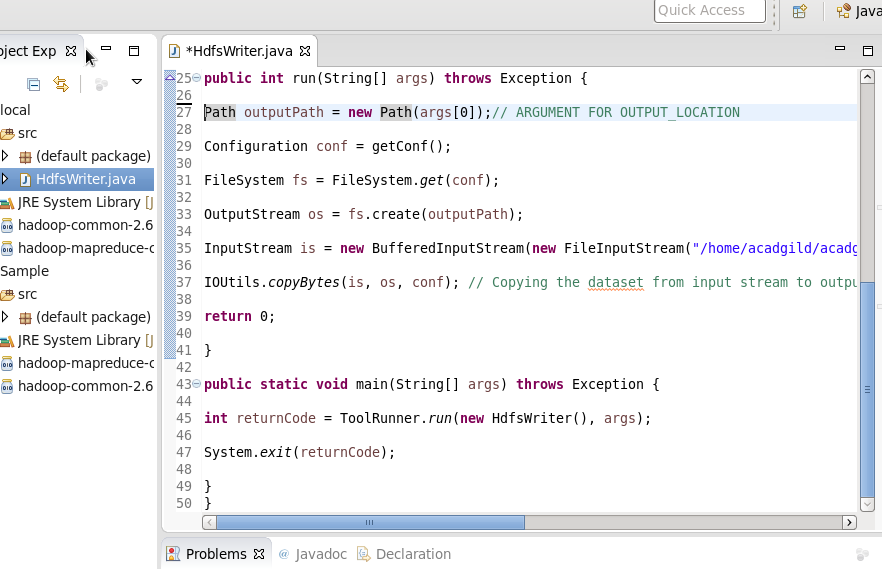 Quick Access
Java
oject Exp
*HdfsWriter.java
local
src
(default package)
HdfsWriter.java
JRE System Library [J
hadoop-common-2.6
hadoop-mapreduce-c
Sample
src
(default package)
JRE System Library [J
hadoop-mapreduce-c
hadoop-common-2.6
25 public int run(String[] args) throws Exception {
26
27 Path outputPath = new Path(args[0]);// ARGUMENT FOR OUTPUT_LOCATION
28
29 Configuration conf = getConf();
30
31 FileSystem fs = FileSystem.get(conf);
32
33 OutputStream os = fs.create(outputPath);
34
35 InputStream is = new BufferedInputStream(new FileInputStream("/home/acadgild/acadg
36
37 IOUtils.copyBytes(is, os, conf); // Copying the dataset from input stream to outpu
38
39 return 0;
40
41 }
42
43 public static void main(String[] args) throws Exception {
44
45 int returnCode = ToolRunner.run(new HdfsWriter(), args);
46
47 System.exit(returnCode);
48
49 }
50 }
Problems
@ Javadoc
Declaration